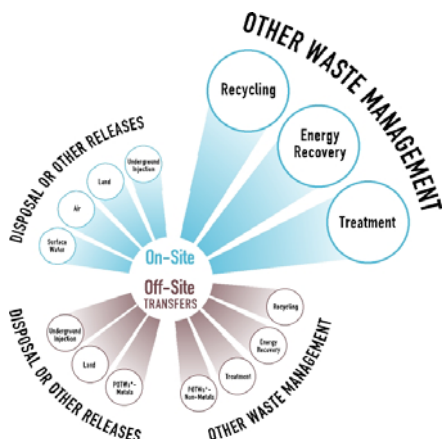 OTHER WASTE MANAGEMENT
Recycling
Energy
Recovery
Treatment
DISPOSAL OR OTHER RELEASES
Underground
Injection
Land
Air
Surface
Water
On-Site
Off-Site
TRANSFERS
Underground
Injection
Land
POTWs*-
Metals
DISPOSAL OR OTHER RELEASES
Recycling
Energy
Recovery
Treatment
POTWs*-
Non-Metals
OTHER WASTE MANAGEMENT